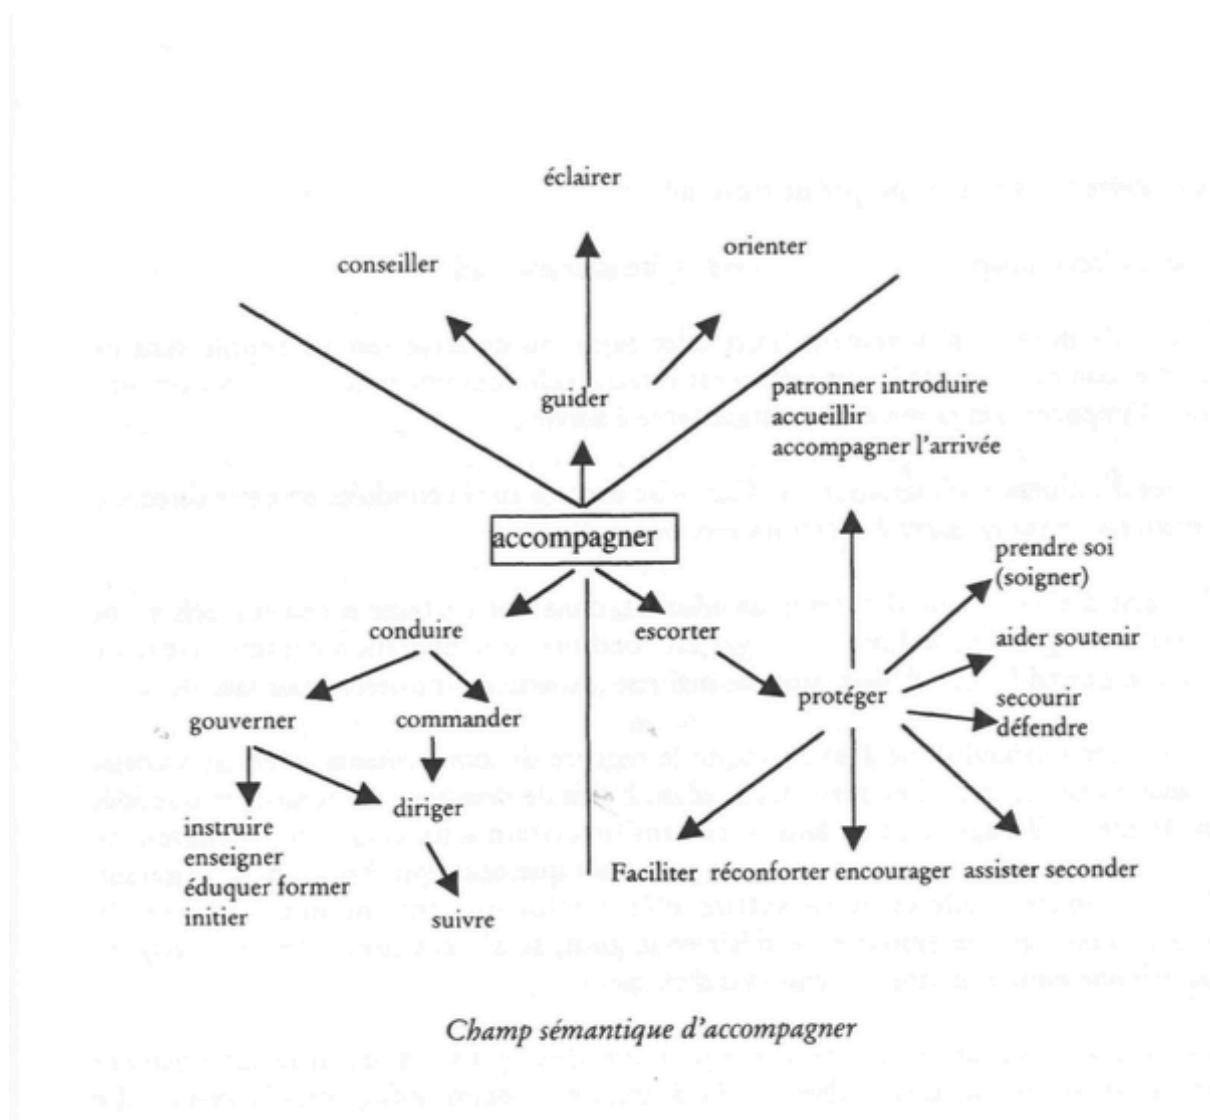 éclairer
conseiller
orienter
guider
patronner introduire
accueillir
accompagner l'arrivée
accompagner
prendre soi
(soigner)
conduire
escorter
aider soutenir
protéger
secourir
défendre
gouverner
commander
diriger
instruire
enseigner
éduquer former
initier
suivre
Faciliter réconforter encourager assister seconder
Champ sémantique d'accompagner